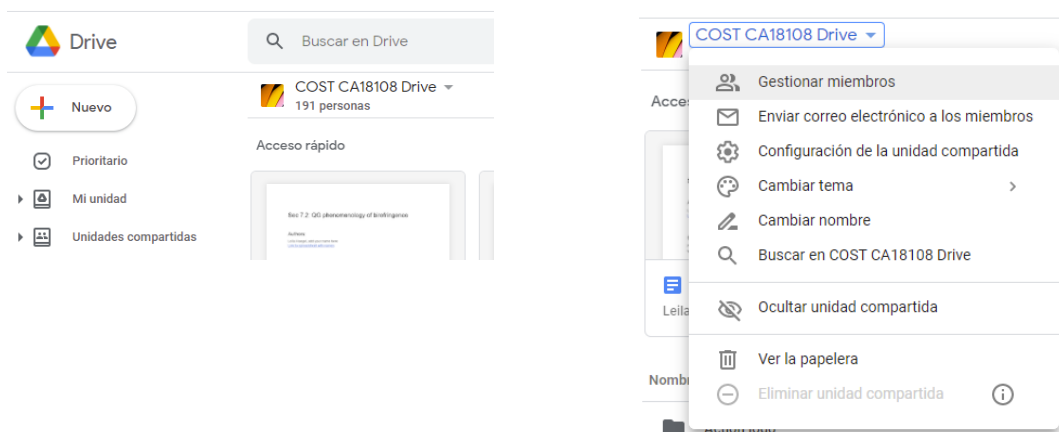 Drive
Buscar en Drive
Nuevo
COST CA18108 Drive
191 personas
Prioritario
Acceso rápido
Mi unidad
Unidades compartidas
Sec 7.2: QG phenomenology of birefringence
Authors
COST CA18108 Drive
Acce
Gestionar miembros
Enviar correo electrónico a los miembros
Configuración de la unidad compartida
Cambiar tema
Cambiar nombre
Buscar en COST CA18108 Drive
Leila
Ocultar unidad compartida
Ver la papelera
Nomb
Eliminar unidad compartida